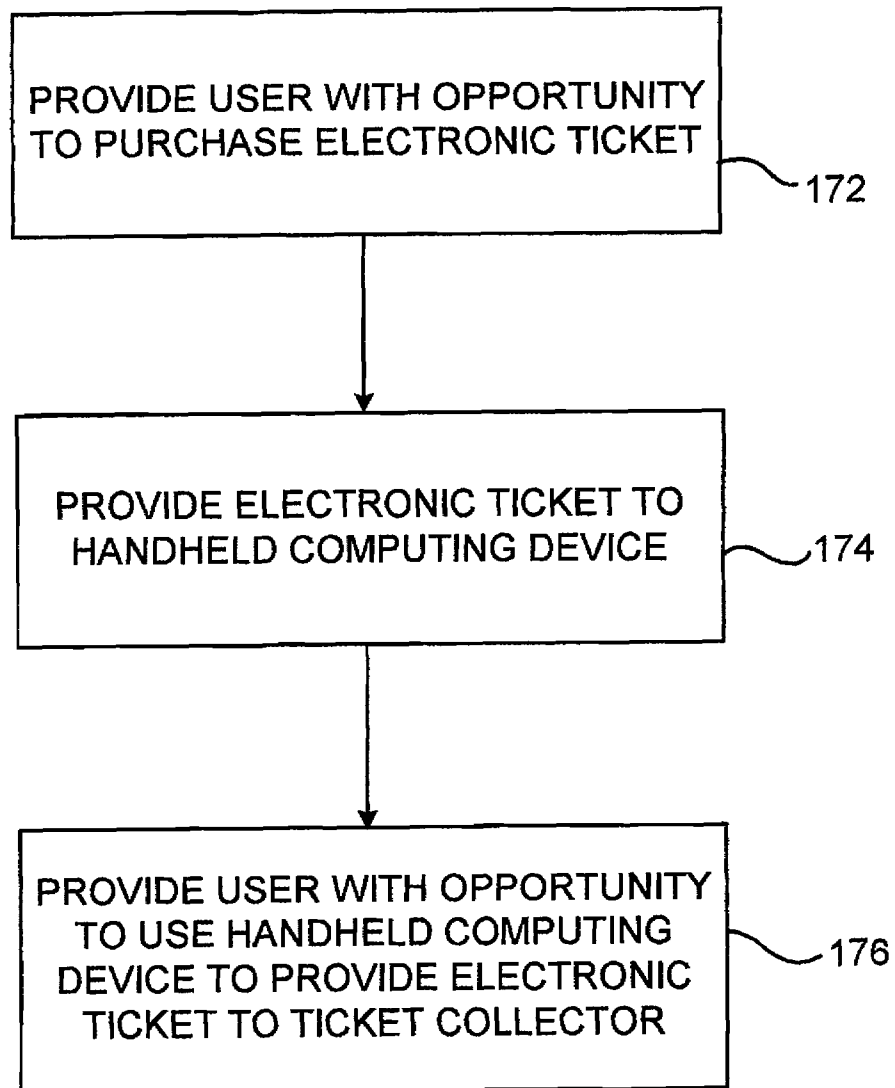 PROVIDE USER WITH OPPORTUNITY
TO PURCHASE ELECTRONIC TICKET
172
PROVIDE ELECTRONIC TICKET TO
HANDHELD COMPUTING DEVICE
174
PROVIDE USER WITH OPPORTUNITY
TO USE HANDHELD COMPUTING
DEVICE TO PROVIDE ELECTRONIC
TICKET TO TICKET COLLECTOR
176